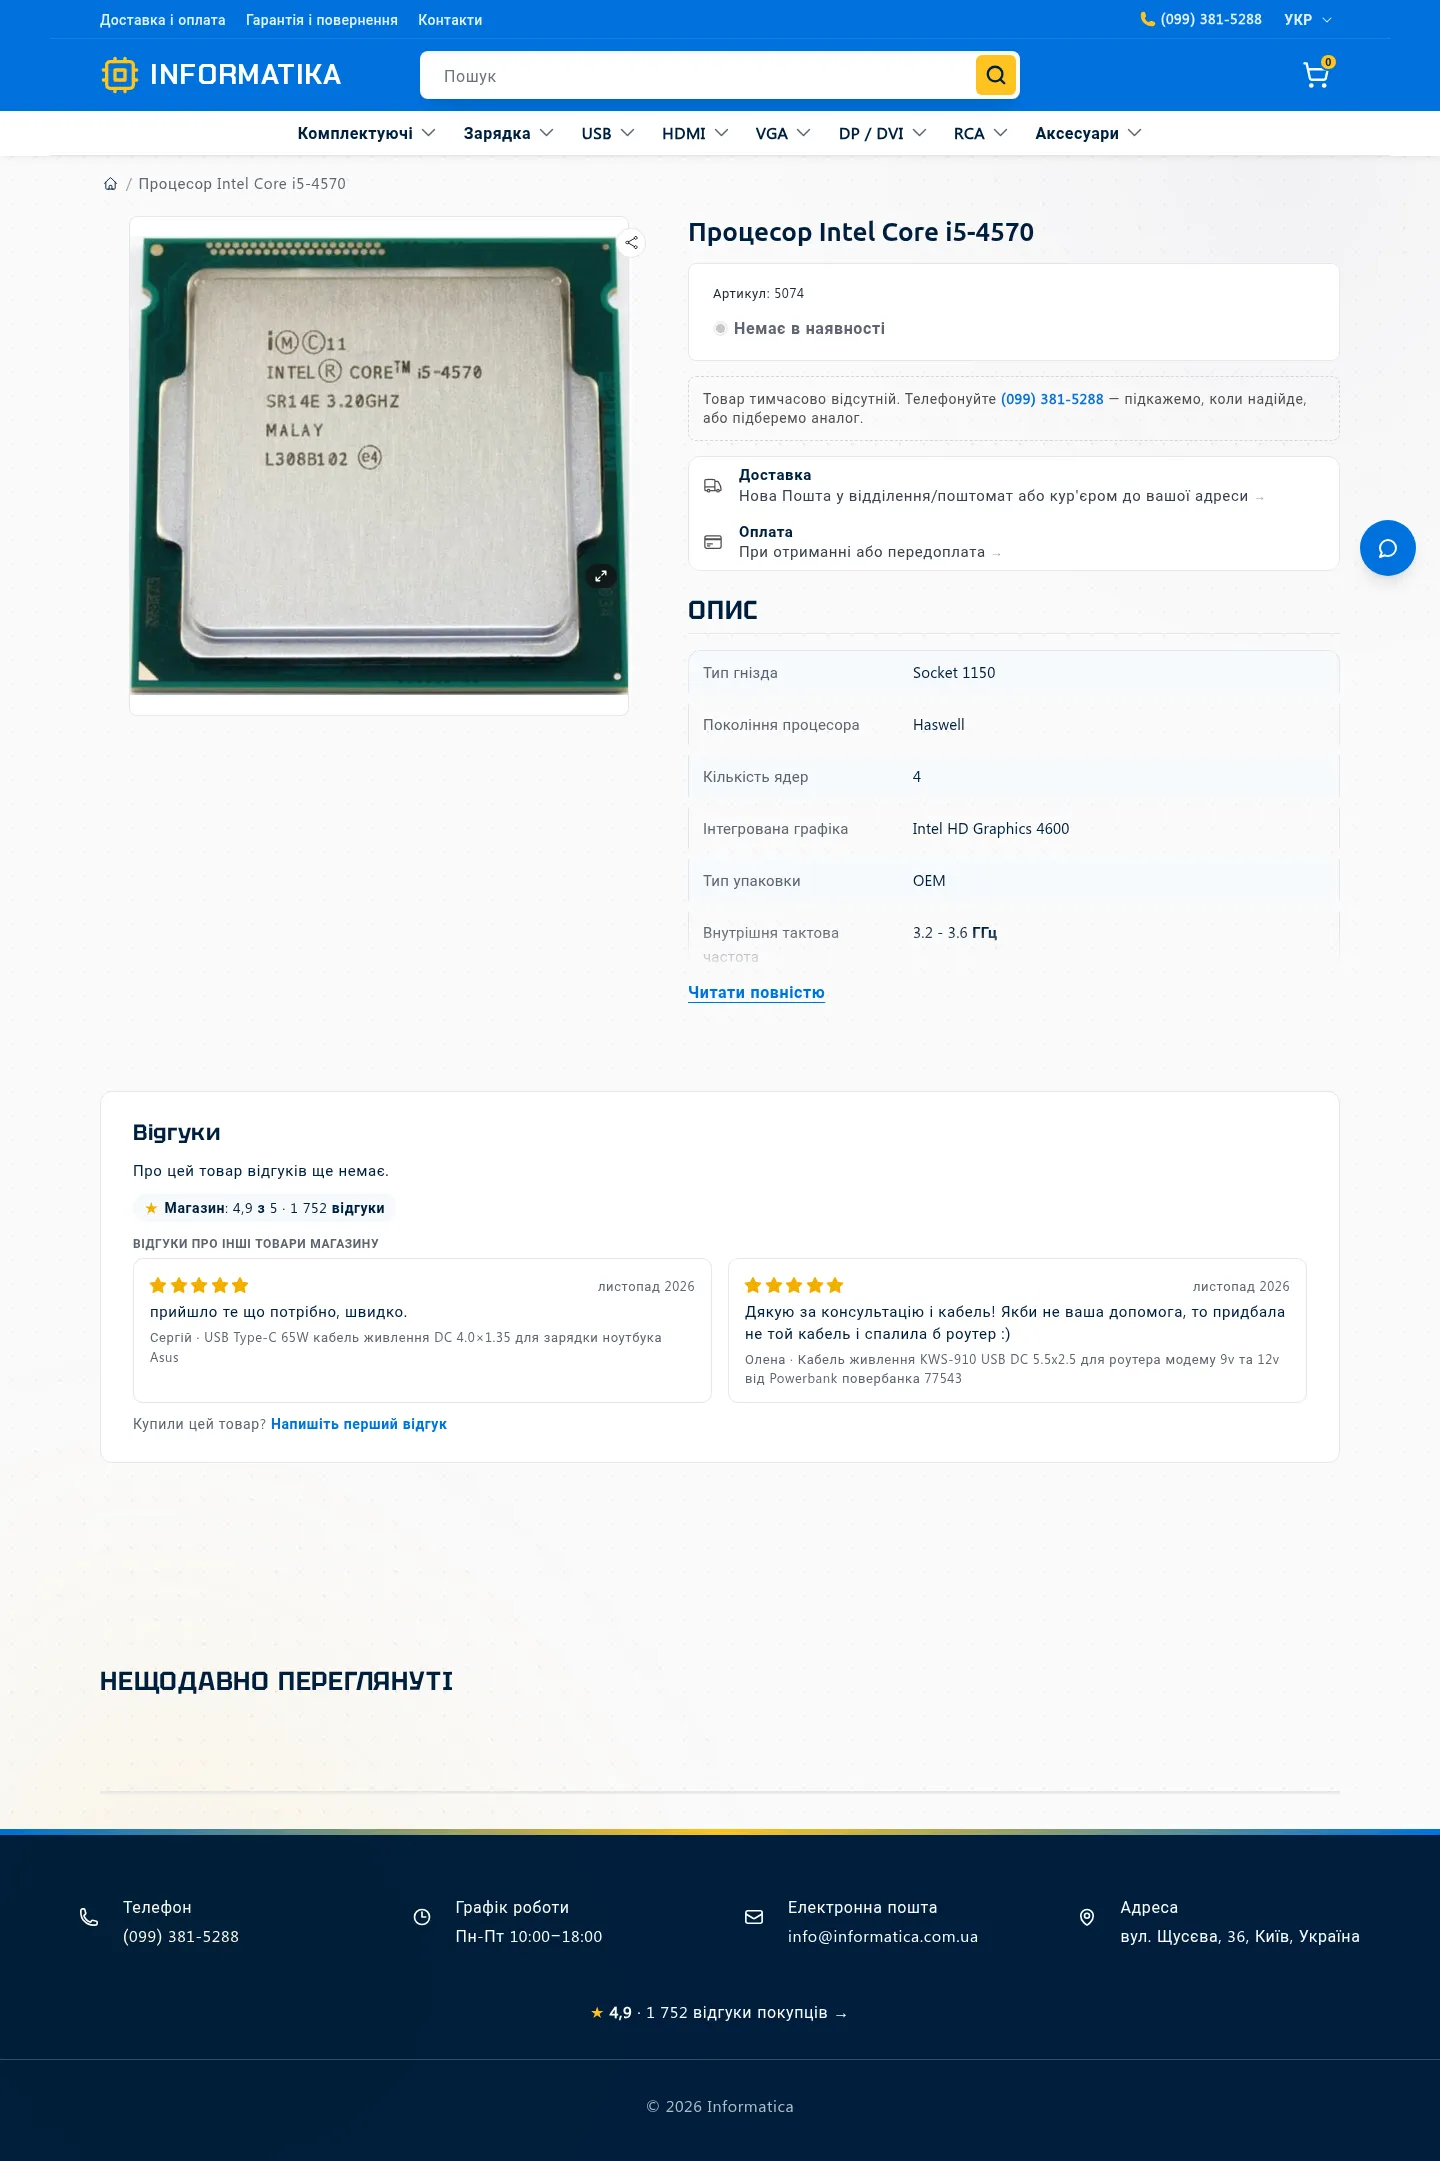 Доставка і оплата Гарантія і повернення Контакти (099) 381-5288 УКР
INFORMATIKA Пошук 0
Комплектуючі Зарядка USB HDMI VGA DP / DVI RCA Аксесуари
/ Процесор Intel Core i5-4570
i Ⓜ Ⓒ11
INTEL® CORE™ i5-4570
SR14E 3.20GHZ
MALAY
L308B102 e4
Процесор Intel Core i5-4570
Артикул: 5074
Немає в наявності
Товар тимчасово відсутній. Телефонуйте (099) 381-5288 — підкажемо, коли надійде,
або підберемо аналог.
Доставка
Нова Пошта у відділення/поштомат або кур'єром до вашої адреси →
Оплата
При отриманні або передоплата →
ОПИС
Тип гнізда Socket 1150
Покоління процесора Haswell
Кількість ядер 4
Інтегрована графіка Intel HD Graphics 4600
Тип упаковки OEM
Внутрішня тактова 3.2 - 3.6 ГГц
частота
Читати повністю
Відгуки
Про цей товар відгуків ще немає.
★ Магазин: 4,9 з 5 · 1 752 відгуки
ВІДГУКИ ПРО ІНШІ ТОВАРИ МАГАЗИНУ
★★★★★ листопад 2026
прийшло те що потрібно, швидко.
Сергій · USB Type-C 65W кабель живлення DC 4.0×1.35 для зарядки ноутбука
Asus
★★★★★ листопад 2026
Дякую за консультацію і кабель! Якби не ваша допомога, то придбала
не той кабель і спалила б роутер :)
Олена · Кабель живлення KWS-910 USB DC 5.5x2.5 для роутера модему 9v та 12v
від Powerbank повербанка 77543
Купили цей товар? Напишіть перший відгук
НЕЩОДАВНО ПЕРЕГЛЯНУТІ
Телефон
(099) 381-5288
Графік роботи
Пн-Пт 10:00–18:00
Електронна пошта
info@informatica.com.ua
Адреса
вул. Щусєва, 36, Київ, Україна
★ 4,9 · 1 752 відгуки покупців →
© 2026 Informatica